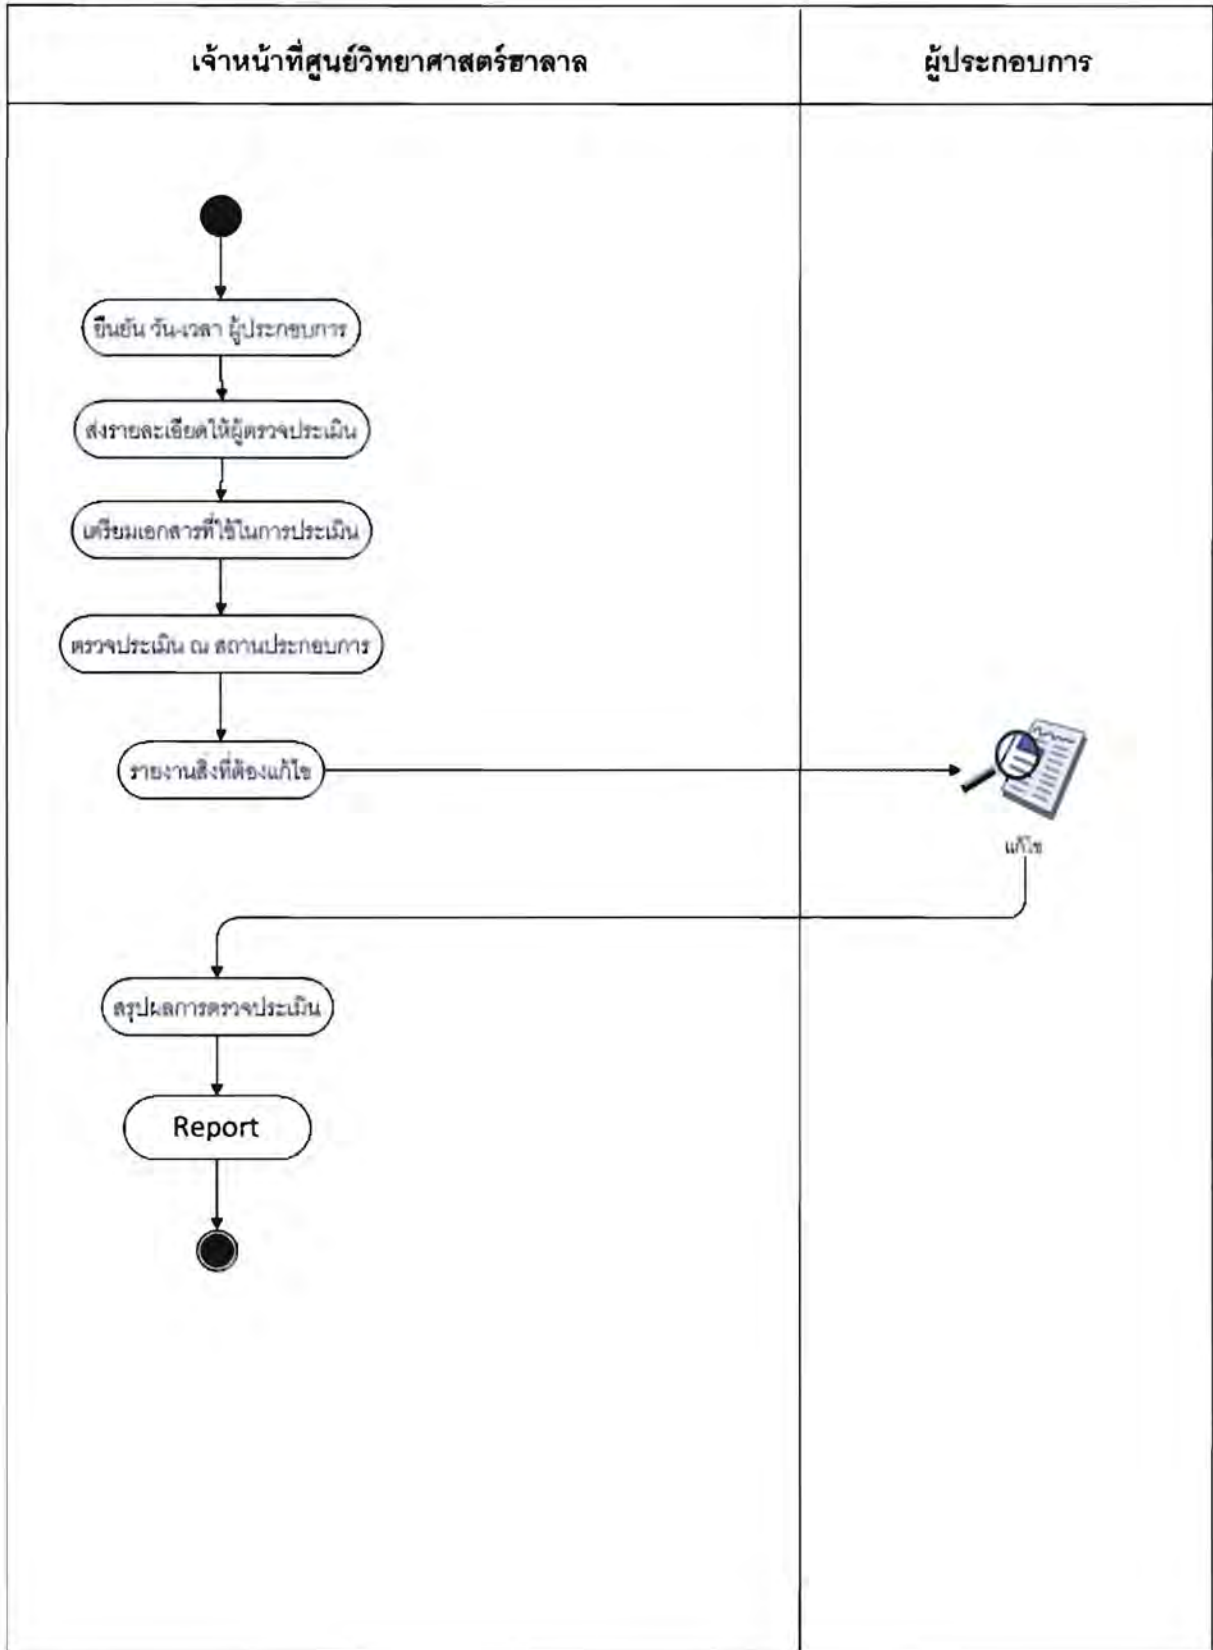 เจ้าหน้าที่ศูนย์วิทยาศาสตร์ฮาลาล
ผู้ประกอบการ
ยืนยัน วัน-เวลา ผู้ประกอบการ
ส่งรายละเอียดให้ผู้ตรวจประเมิน
เตรียมเอกสารที่ใช้ในการประเมิน
ตรวจประเมิน ณ สถานประกอบการ
รายงานสิ่งที่ต้องแก้ไข
แก้ไข
สรุปผลการตรวจประเมิน
Report